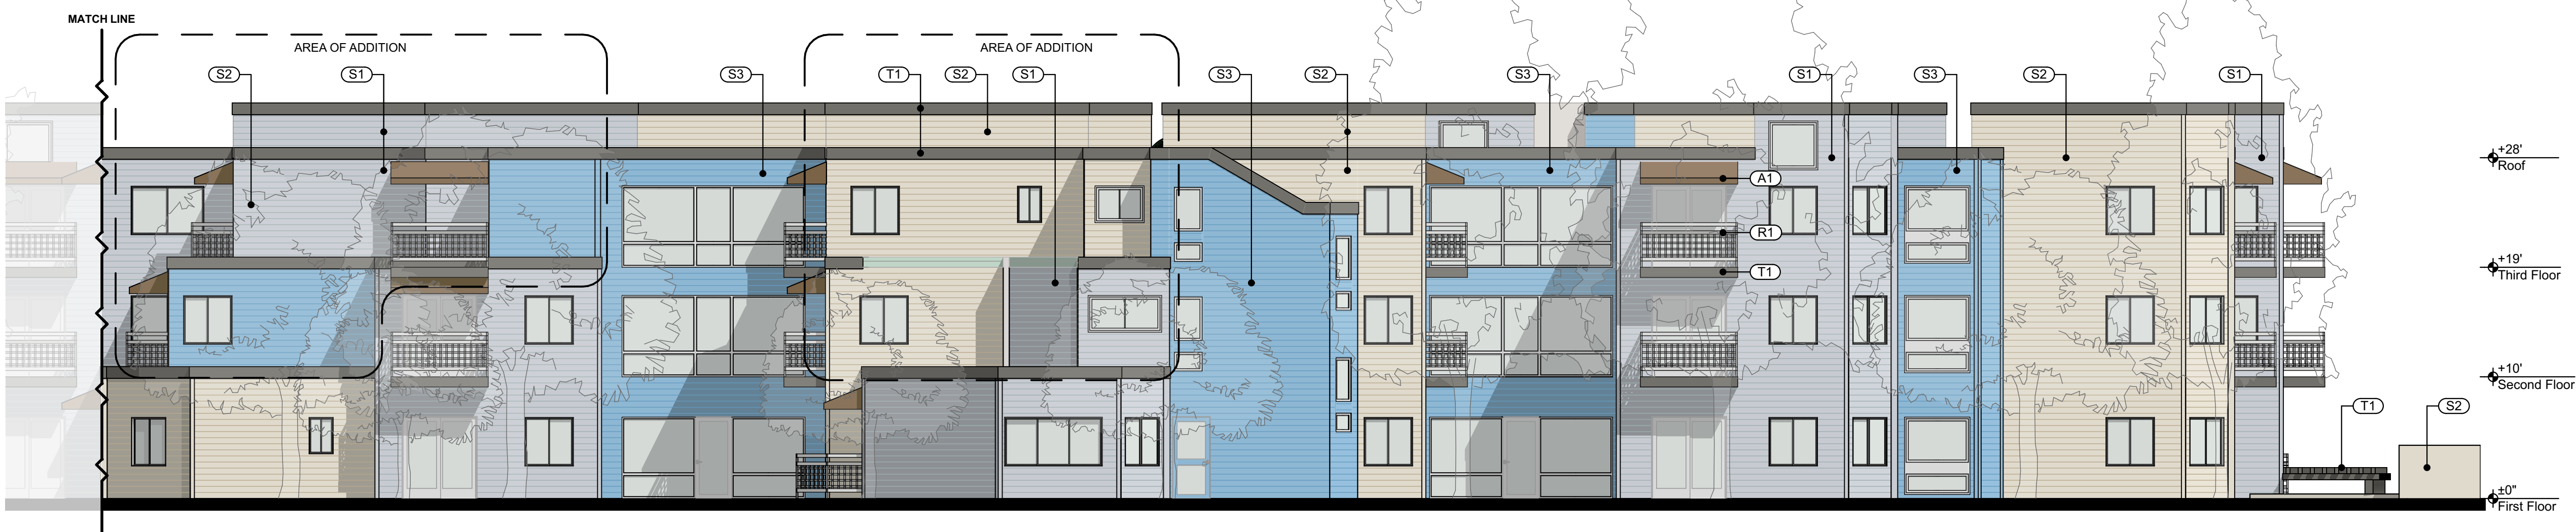 MATCH LINE
AREA OF ADDITION
AREA OF ADDITION
S2
S1
S3
T1
S2
S1
S3
S2
S3
S1
S3
S2
S1
+28'
Roof
A1
R1
+19'
Third Floor
T1
+10'
Second Floor
T1
S2
±0"
First Floor